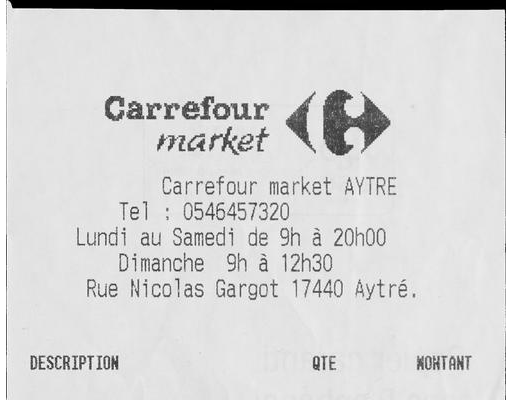 Carrefour
market
Carrefour market AYTRE
Tel : 0546457320
Lundi au Samedi de 9h à 20h00
Dimanche 9h à 12h30
Rue Nicolas Gargot 17440 Aytré.
DESCRIPTION QTE MONTANT